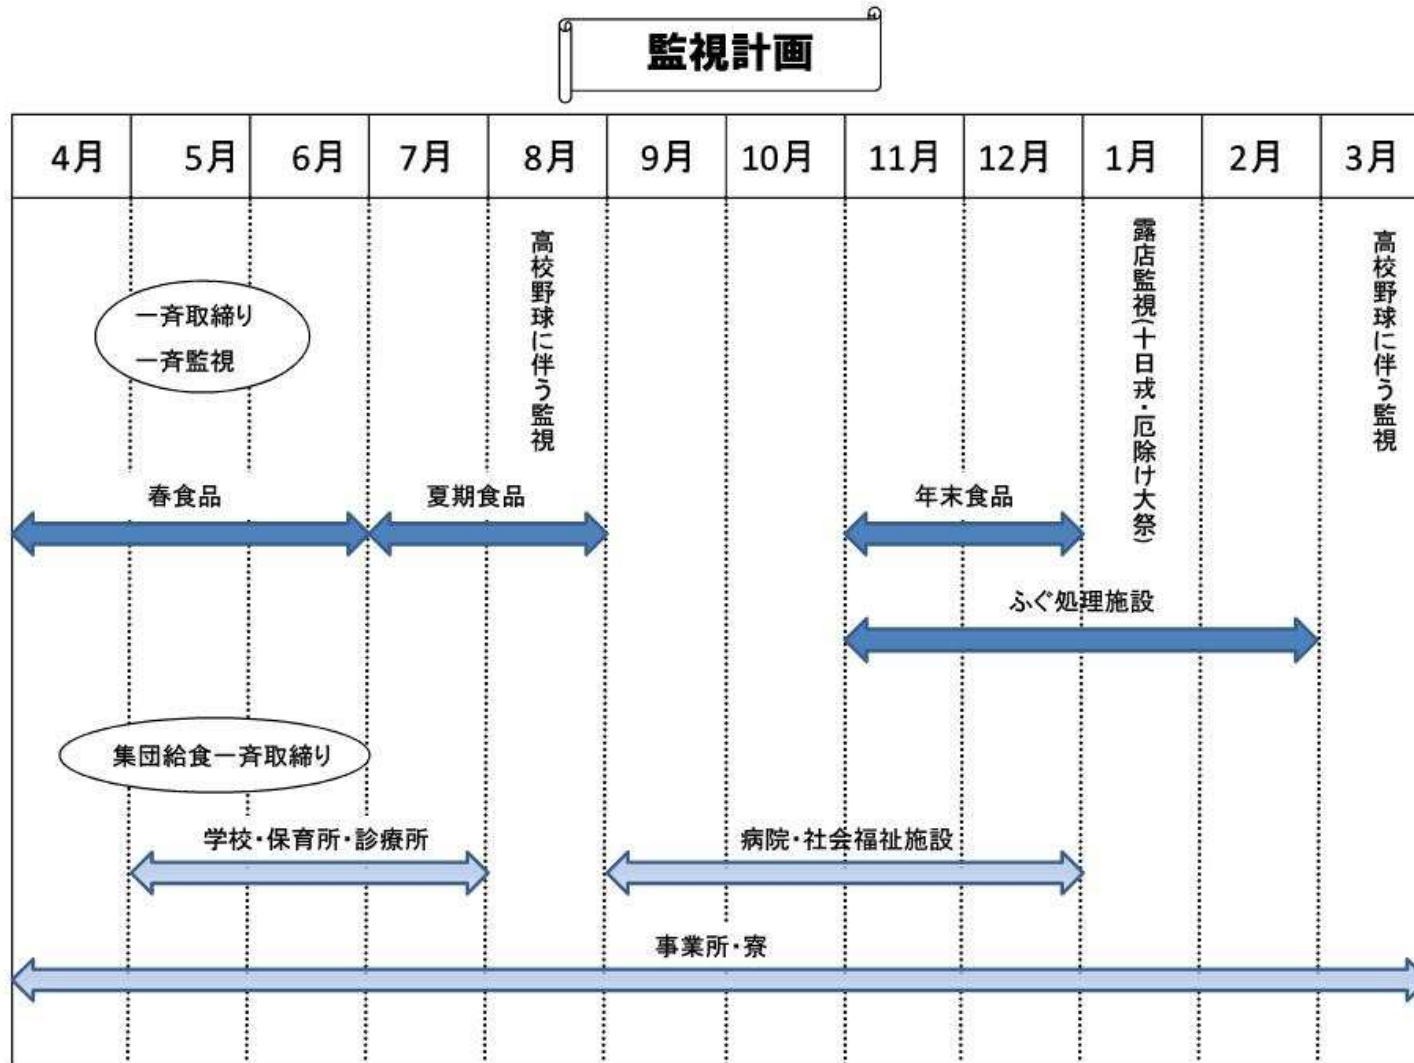 監視計画
4月 5月 6月 7月 8月 9月 10月 11月 12月 1月 2月 3月
高校野球に伴う監視
露店監視(十日戎・厄除け大祭)
高校野球に伴う監視
一斉取締り
一斉監視
春食品
夏期食品
年末食品
ふぐ処理施設
集団給食一斉取締り
学校・保育所・診療所
病院・社会福祉施設
事業所・寮